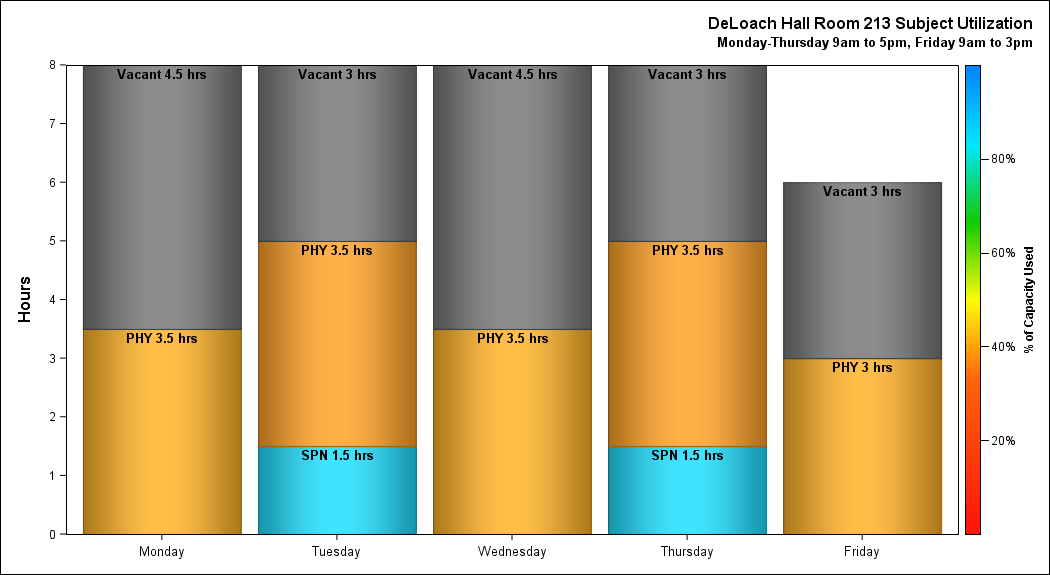 DeLoach Hall Room 213 Subject Utilization
Monday-Thursday 9am to 5pm, Friday 9am to 3pm
8
7
6
5
4
3
2
1
0
Hours
Vacant 4.5 hrs
PHY 3.5 hrs
Vacant 3 hrs
PHY 3.5 hrs
SPN 1.5 hrs
Vacant 4.5 hrs
PHY 3.5 hrs
Vacant 3 hrs
PHY 3.5 hrs
SPN 1.5 hrs
Vacant 3 hrs
PHY 3 hrs
Monday
Tuesday
Wednesday
Thursday
Friday
80%
60%
40%
20%
% of Capacity Used